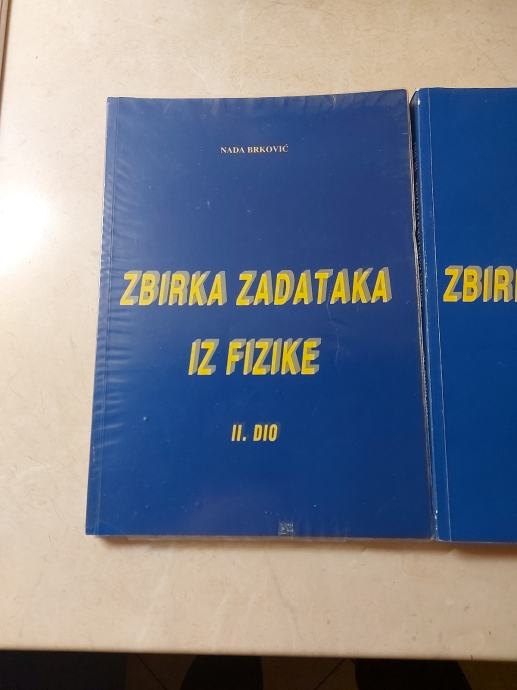 NADA BRKOVIĆ
ZBIRKA ZADATAKA
IZ FIZIKE
II. DIO